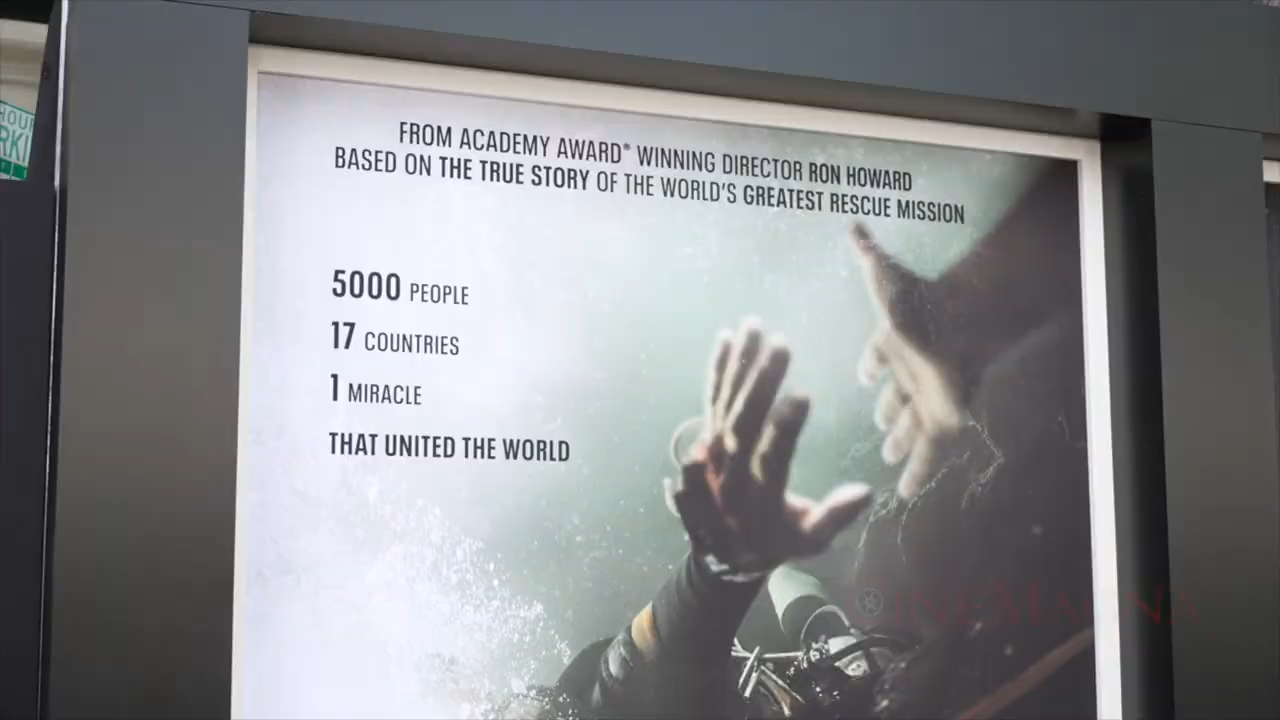 FROM ACADEMY AWARD® WINNING DIRECTOR RON HOWARD
BASED ON THE TRUE STORY OF THE WORLD'S GREATEST RESCUE MISSION
5000 PEOPLE
17 COUNTRIES
1 MIRACLE
THAT UNITED THE WORLD
CINEMAGNA